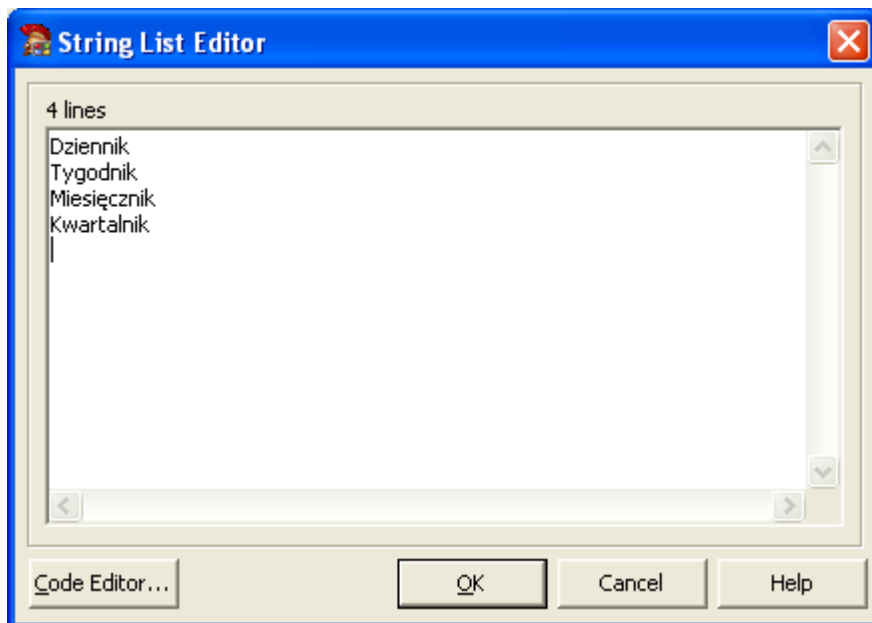 String List Editor
4 lines
Dziennik
Tygodnik
Miesięcznik
Kwartalnik
Code Editor...
OK
Cancel
Help